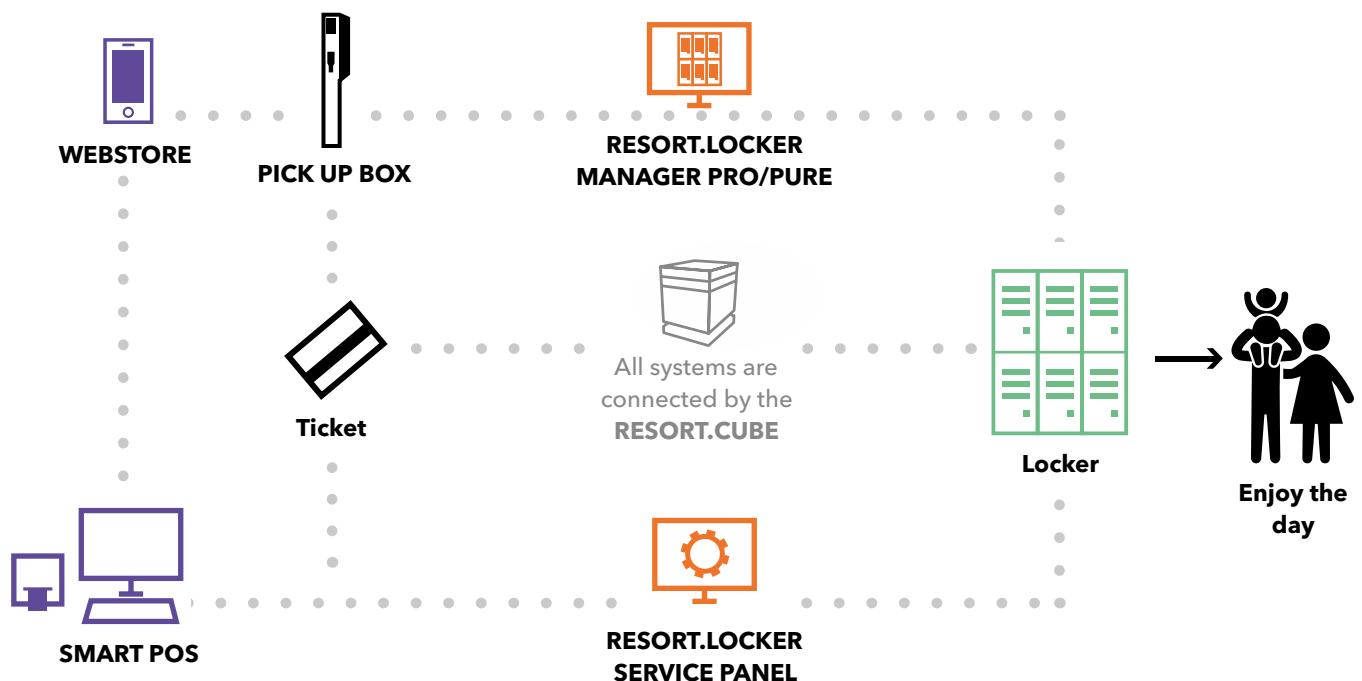 WEBSTORE
PICK UP BOX
RESORT.LOCKER
MANAGER PRO/PURE
Ticket
All systems are
connected by the
RESORT.CUBE
Locker
Enjoy the
day
SMART POS
RESORT.LOCKER
SERVICE PANEL